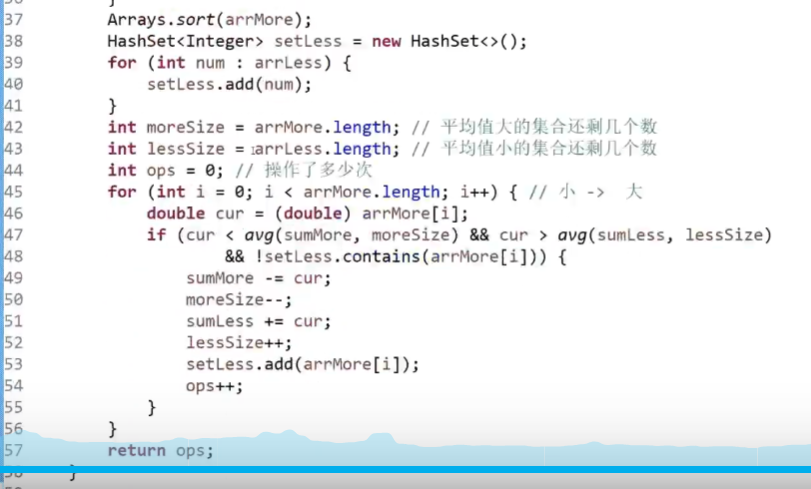 37 Arrays.sort(arrMore);
38 HashSet<Integer> setLess = new HashSet<>();
39 for (int num : arrLess) {
40 setLess.add(num);
41 }
42 int moreSize = arrMore.length; // 平均值大的集合还剩几个数
43 int lessSize = arrLess.length; // 平均值小的集合还剩几个数
44 int ops = 0; // 操作了多少次
45 for (int i = 0; i < arrMore.length; i++) { // 小 -> 大
46 double cur = (double) arrMore[i];
47 if (cur < avg(sumMore, moreSize) && cur > avg(sumLess, lessSize)
48 && !setLess.contains(arrMore[i])) {
49 sumMore -= cur;
50 moreSize--;
51 sumLess += cur;
52 lessSize++;
53 setLess.add(arrMore[i]);
54 ops++;
55 }
56 }
57 return ops;
}